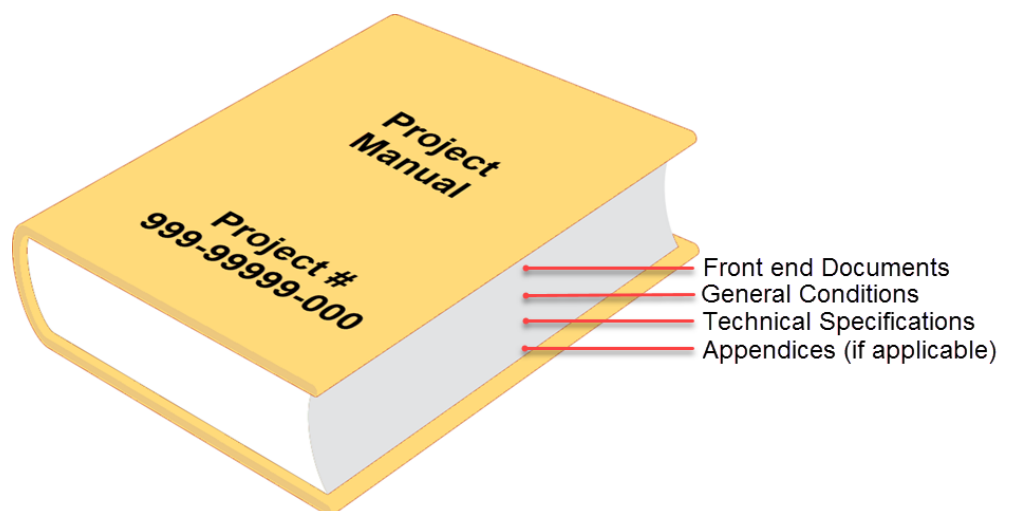 Project
Manual
Project #
999-99999-000
Front end Documents
General Conditions
Technical Specifications
Appendices (if applicable)